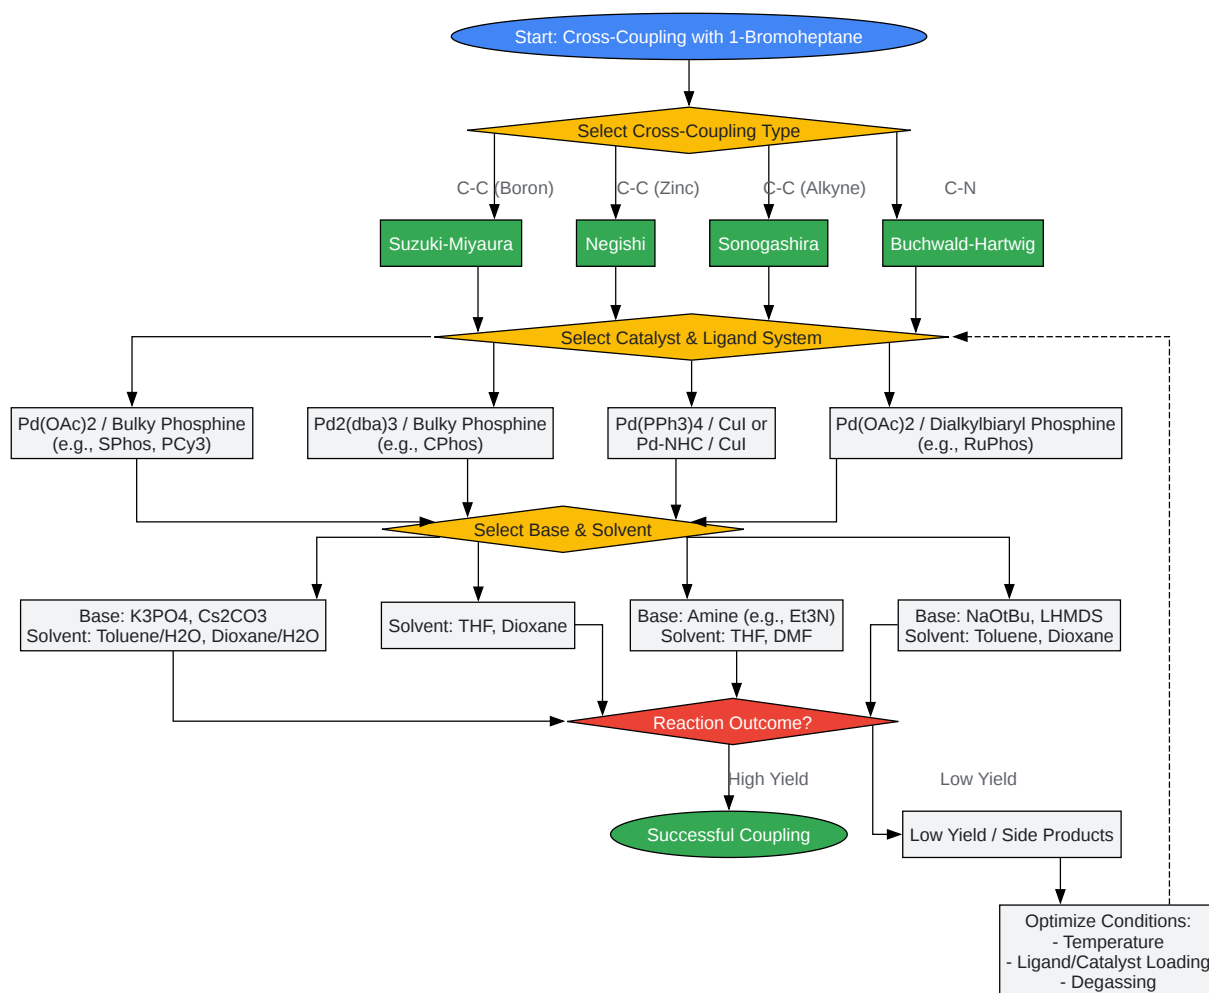 Start: Cross-Coupling with 1-Bromoheptane
Select Cross-Coupling Type
C-C (Boron)
C-C (Zinc)
C-C (Alkyne)
C-N
Suzuki-Miyaura
Negishi
Sonogashira
Buchwald-Hartwig
Select Catalyst & Ligand System
Pd(OAc)2 / Bulky Phosphine
(e.g., SPhos, PCy3)
Pd2(dba)3 / Bulky Phosphine
(e.g., CPhos)
Pd(PPh3)4 / CuI or
Pd-NHC / CuI
Pd(OAc)2 / Dialkylbiaryl Phosphine
(e.g., RuPhos)
Select Base & Solvent
Base: K3PO4, Cs2CO3
Solvent: Toluene/H2O, Dioxane/H2O
Solvent: THF, Dioxane
Base: Amine (e.g., Et3N)
Solvent: THF, DMF
Base: NaOtBu, LHMDS
Solvent: Toluene, Dioxane
Reaction Outcome?
High Yield
Low Yield
Successful Coupling
Low Yield / Side Products
Optimize Conditions:
- Temperature
- Ligand/Catalyst Loading
- Degassing